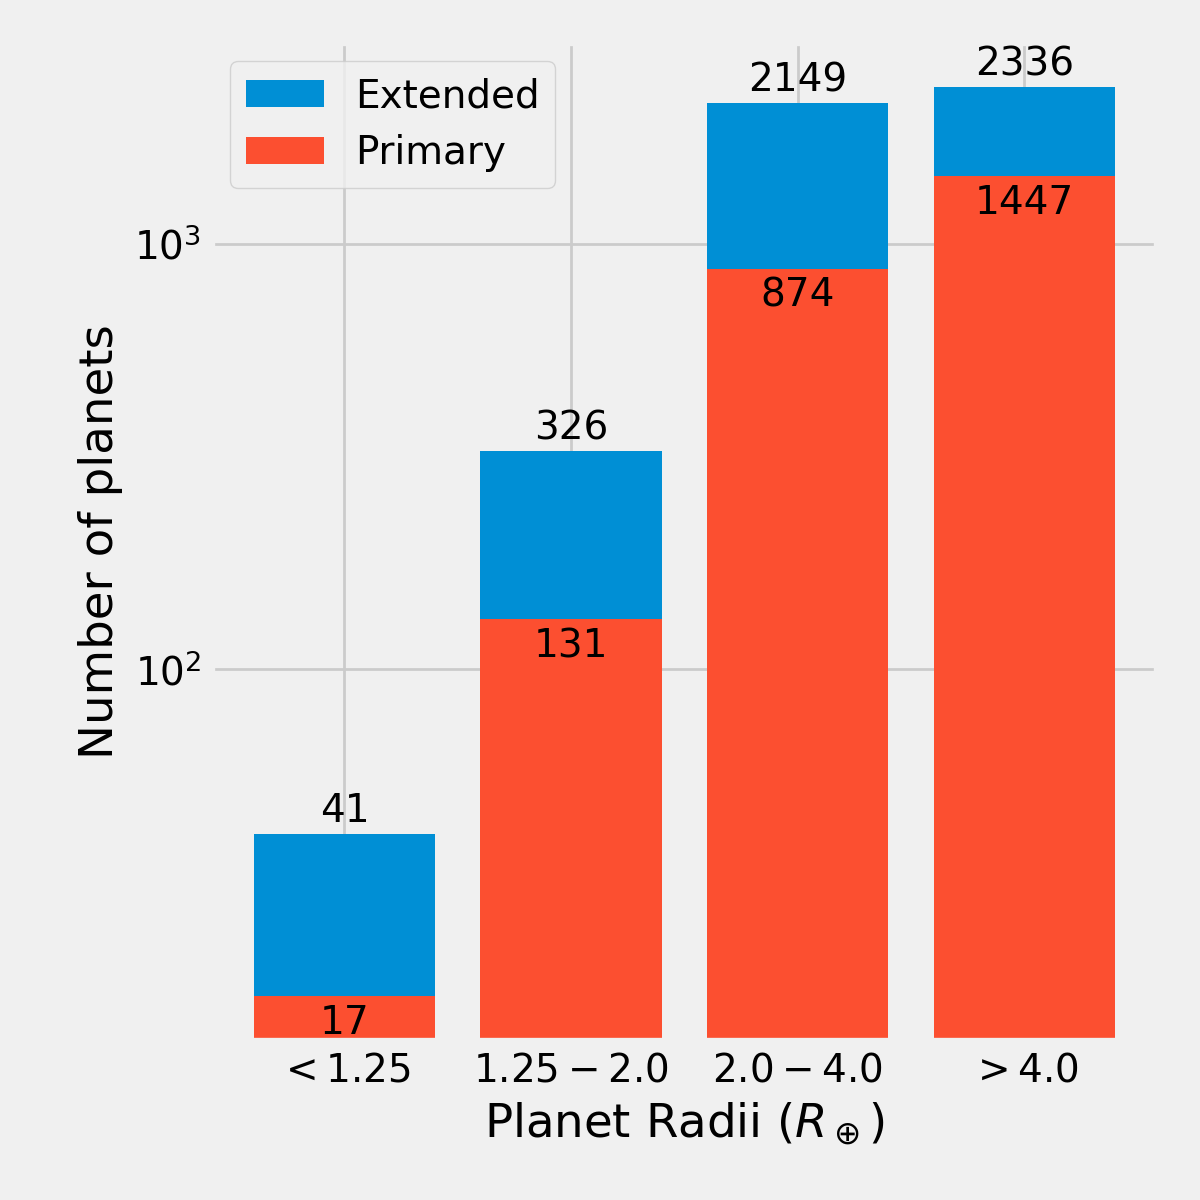 Extended
Primary
2149
2336
1447
10³
874
326
131
10²
41
17
< 1.25
1.25 − 2.0
2.0 − 4.0
> 4.0
Planet Radii (R⊕)
Number of planets